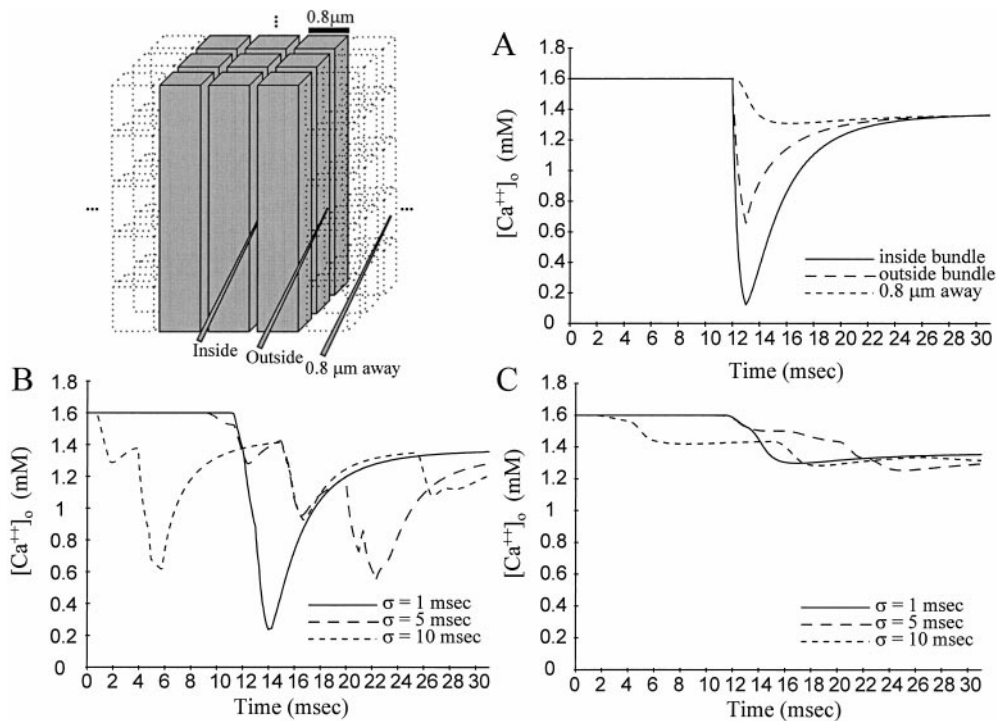 0.8μm
⋮
...
...
Inside
Outside
0.8 μm away
A
[Ca⁺⁺]ₒ (mM)
1.8
1.6
1.4
1.2
1
0.8
0.6
0.4
0.2
0
inside bundle
outside bundle
0.8 μm away
0 2 4 6 8 10 12 14 16 18 20 22 24 26 28 30
Time (msec)
B
[Ca⁺⁺]ₒ (mM)
1.8
1.6
1.4
1.2
1
0.8
0.6
0.4
0.2
0
σ = 1 msec
σ = 5 msec
σ = 10 msec
0 2 4 6 8 10 12 14 16 18 20 22 24 26 28 30
Time (msec)
C
[Ca⁺⁺]ₒ (mM)
1.8
1.6
1.4
1.2
1
0.8
0.6
0.4
0.2
0
σ = 1 msec
σ = 5 msec
σ = 10 msec
0 2 4 6 8 10 12 14 16 18 20 22 24 26 28 30
Time (msec)